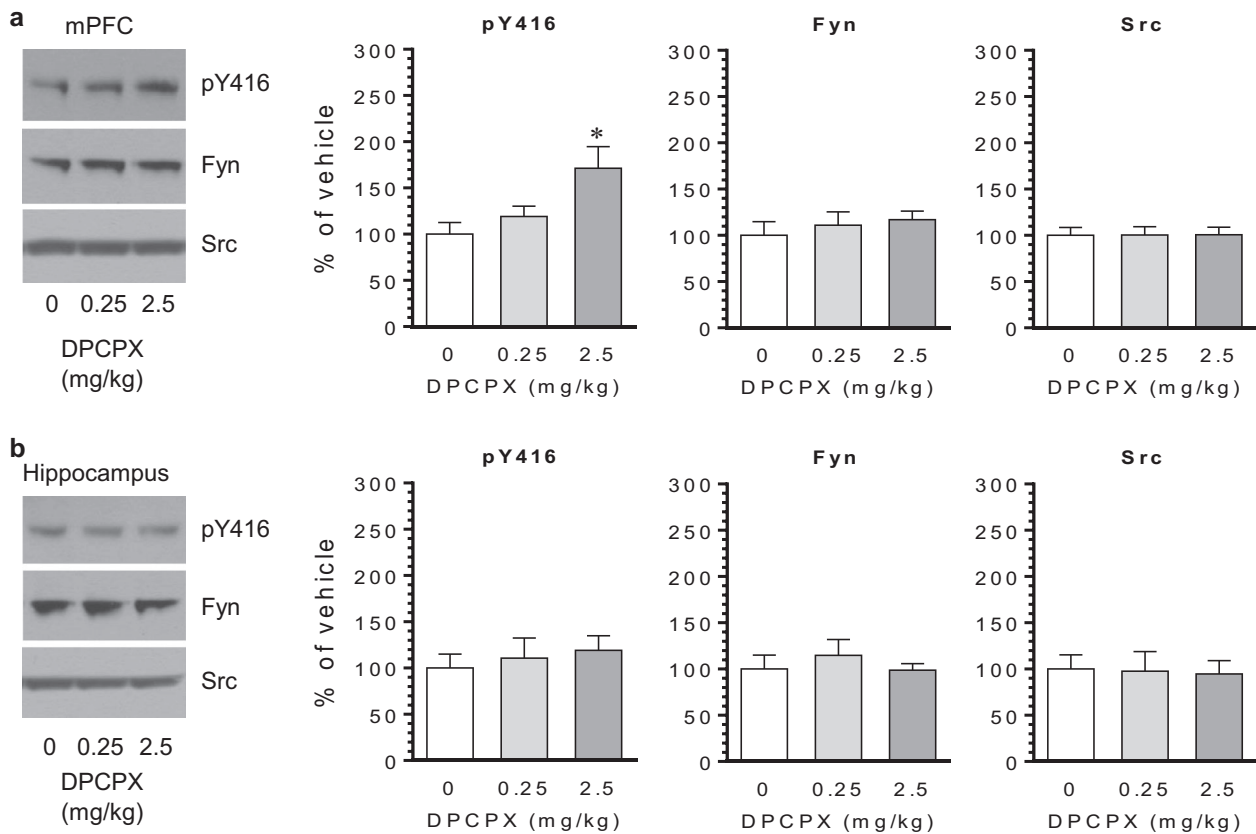 a
mPFC
pY416
Fyn
Src
0 0.25 2.5
DPCPX
(mg/kg)
pY416
% of vehicle
300
250
200
150
100
50
0
*
0 0.25 2.5
DPCPX (mg/kg)
Fyn
300
250
200
150
100
50
0
0 0.25 2.5
DPCPX (mg/kg)
Src
300
250
200
150
100
50
0
0 0.25 2.5
DPCPX (mg/kg)
b
Hippocampus
pY416
Fyn
Src
0 0.25 2.5
DPCPX
(mg/kg)
pY416
% of vehicle
300
250
200
150
100
50
0
0 0.25 2.5
DPCPX (mg/kg)
Fyn
300
250
200
150
100
50
0
0 0.25 2.5
DPCPX (mg/kg)
Src
300
250
200
150
100
50
0
0 0.25 2.5
DPCPX (mg/kg)